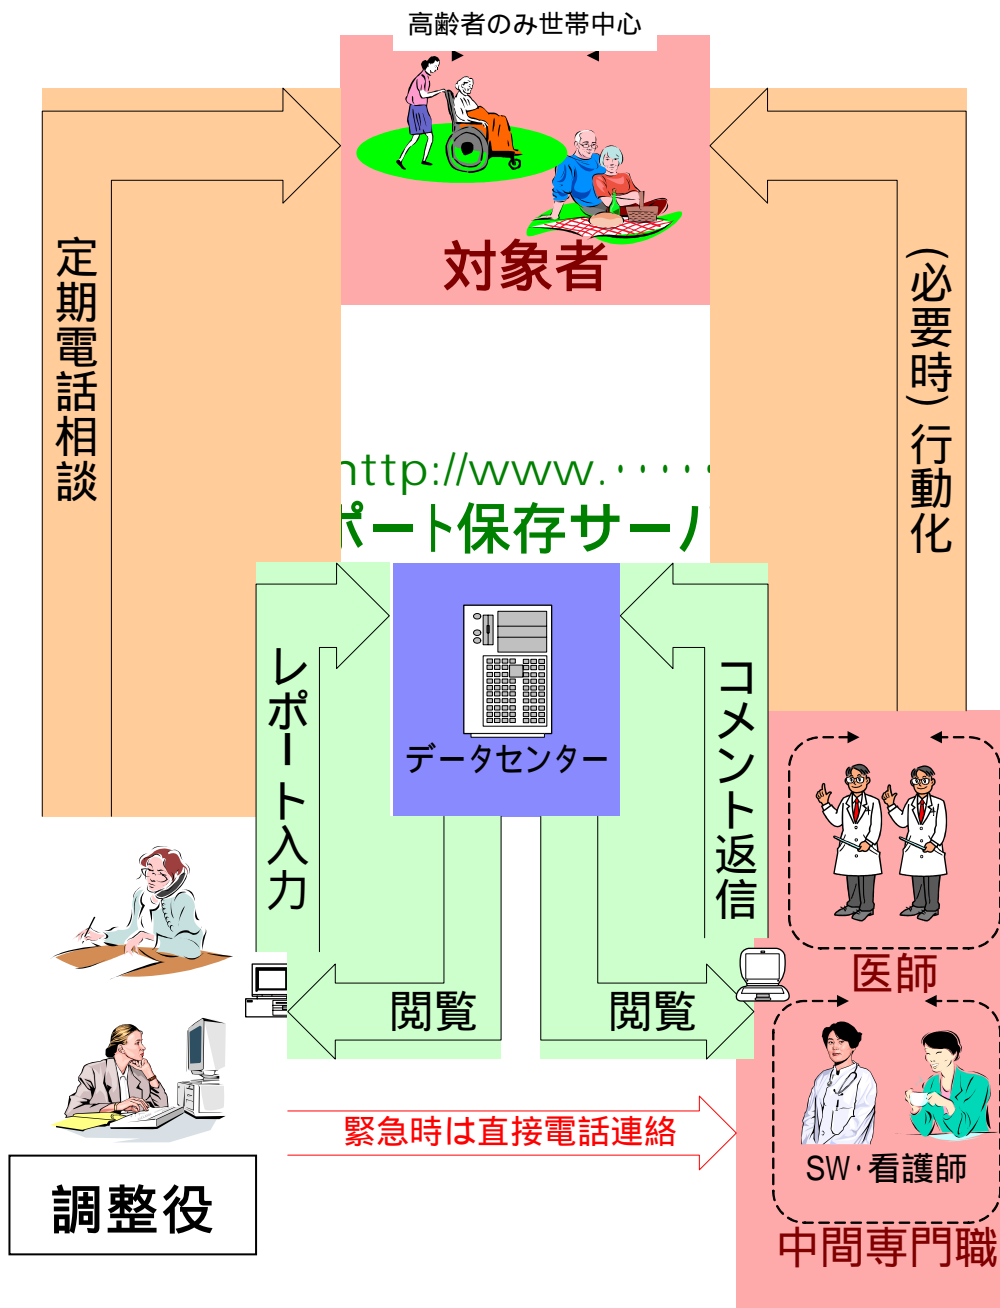 高齢者のみ世帯中心
対象者
定期電話相談
(必要時)行動化
http://www.・・・・・
ポート保存サーバ
データセンター
レポート入力
コメント返信
医師
閲覧
閲覧
緊急時は直接電話連絡
SW・看護師
調整役
中間専門職